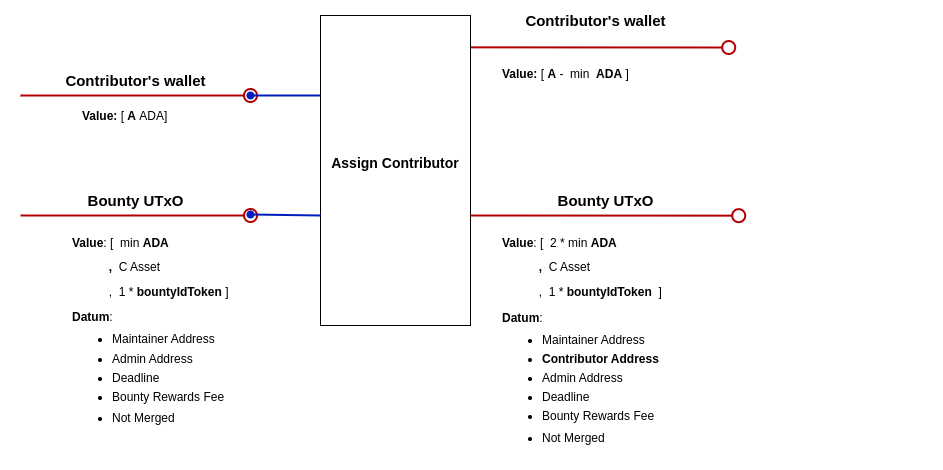 Contributor's wallet
Value: [ A ADA]
Bounty UTxO
Value: [ min ADA
, C Asset
, 1 * bountyIdToken ]
Datum:
Maintainer Address
Admin Address
Deadline
Bounty Rewards Fee
Not Merged
Assign Contributor
Contributor's wallet
Value: [ A - min ADA ]
Bounty UTxO
Value: [ 2 * min ADA
, C Asset
, 1 * bountyIdToken ]
Datum:
Maintainer Address
Contributor Address
Admin Address
Deadline
Bounty Rewards Fee
Not Merged